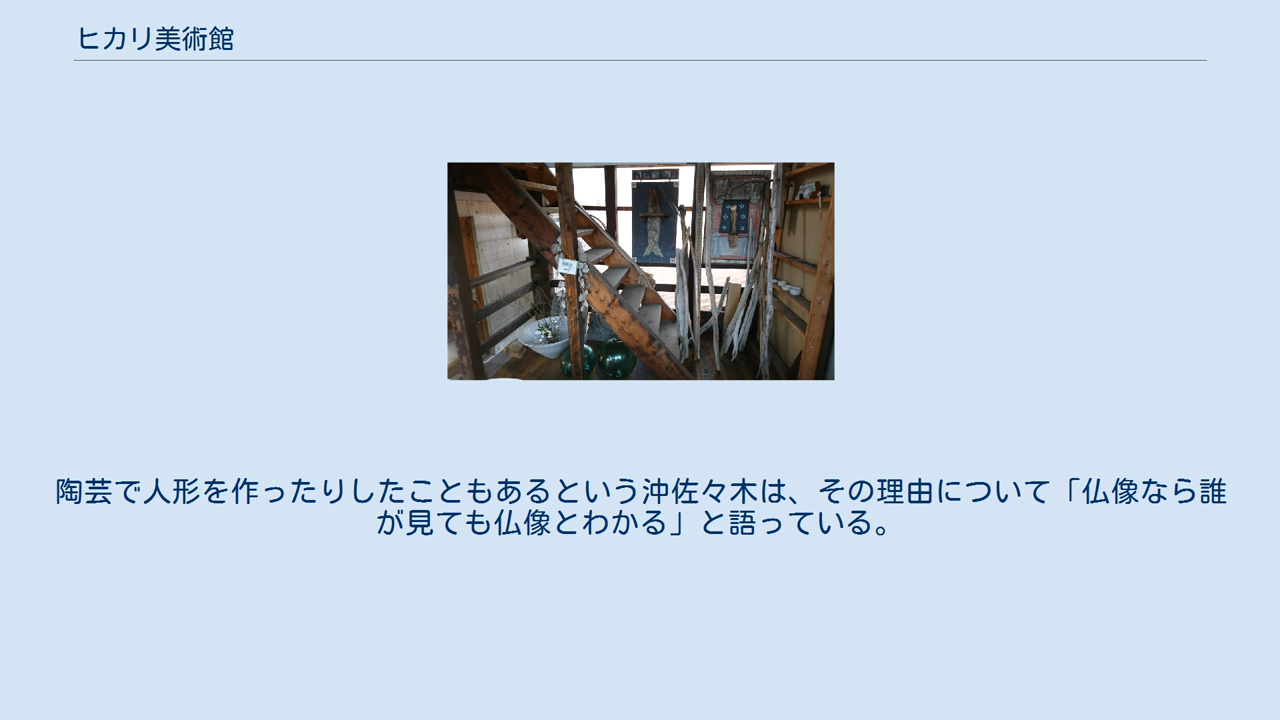 ヒカリ美術館
陶芸で人形を作ったりしたこともあるという沖佐々木は、その理由について「仏像なら誰
が見ても仏像とわかる」と語っている。